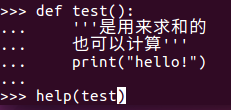 >>> def test():
...     '''是用来求和的
...     也可以计算'''
...     print("hello!")
...
>>> help(test)